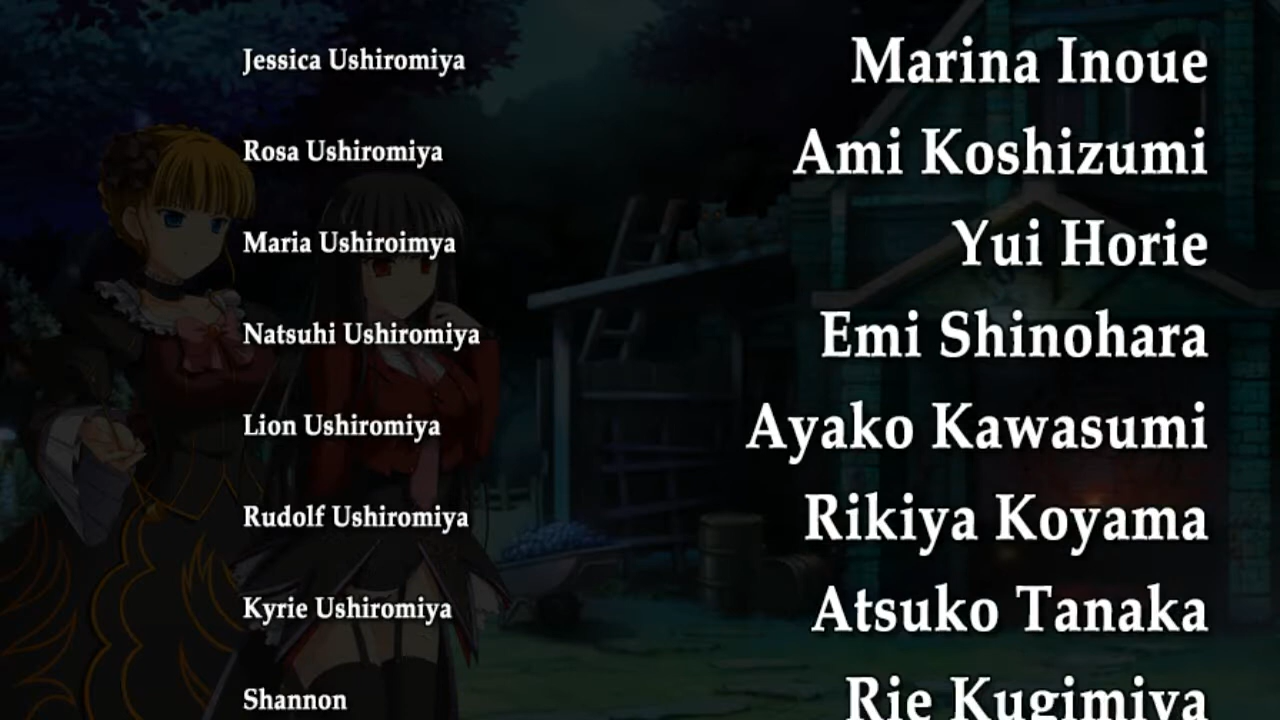 Jessica Ushiromiya Marina Inoue
Rosa Ushiromiya Ami Koshizumi
Maria Ushiroimya Yui Horie
Natsuhi Ushiromiya Emi Shinohara
Lion Ushiromiya Ayako Kawasumi
Rudolf Ushiromiya Rikiya Koyama
Kyrie Ushiromiya Atsuko Tanaka
Shannon Rie Kugimiya